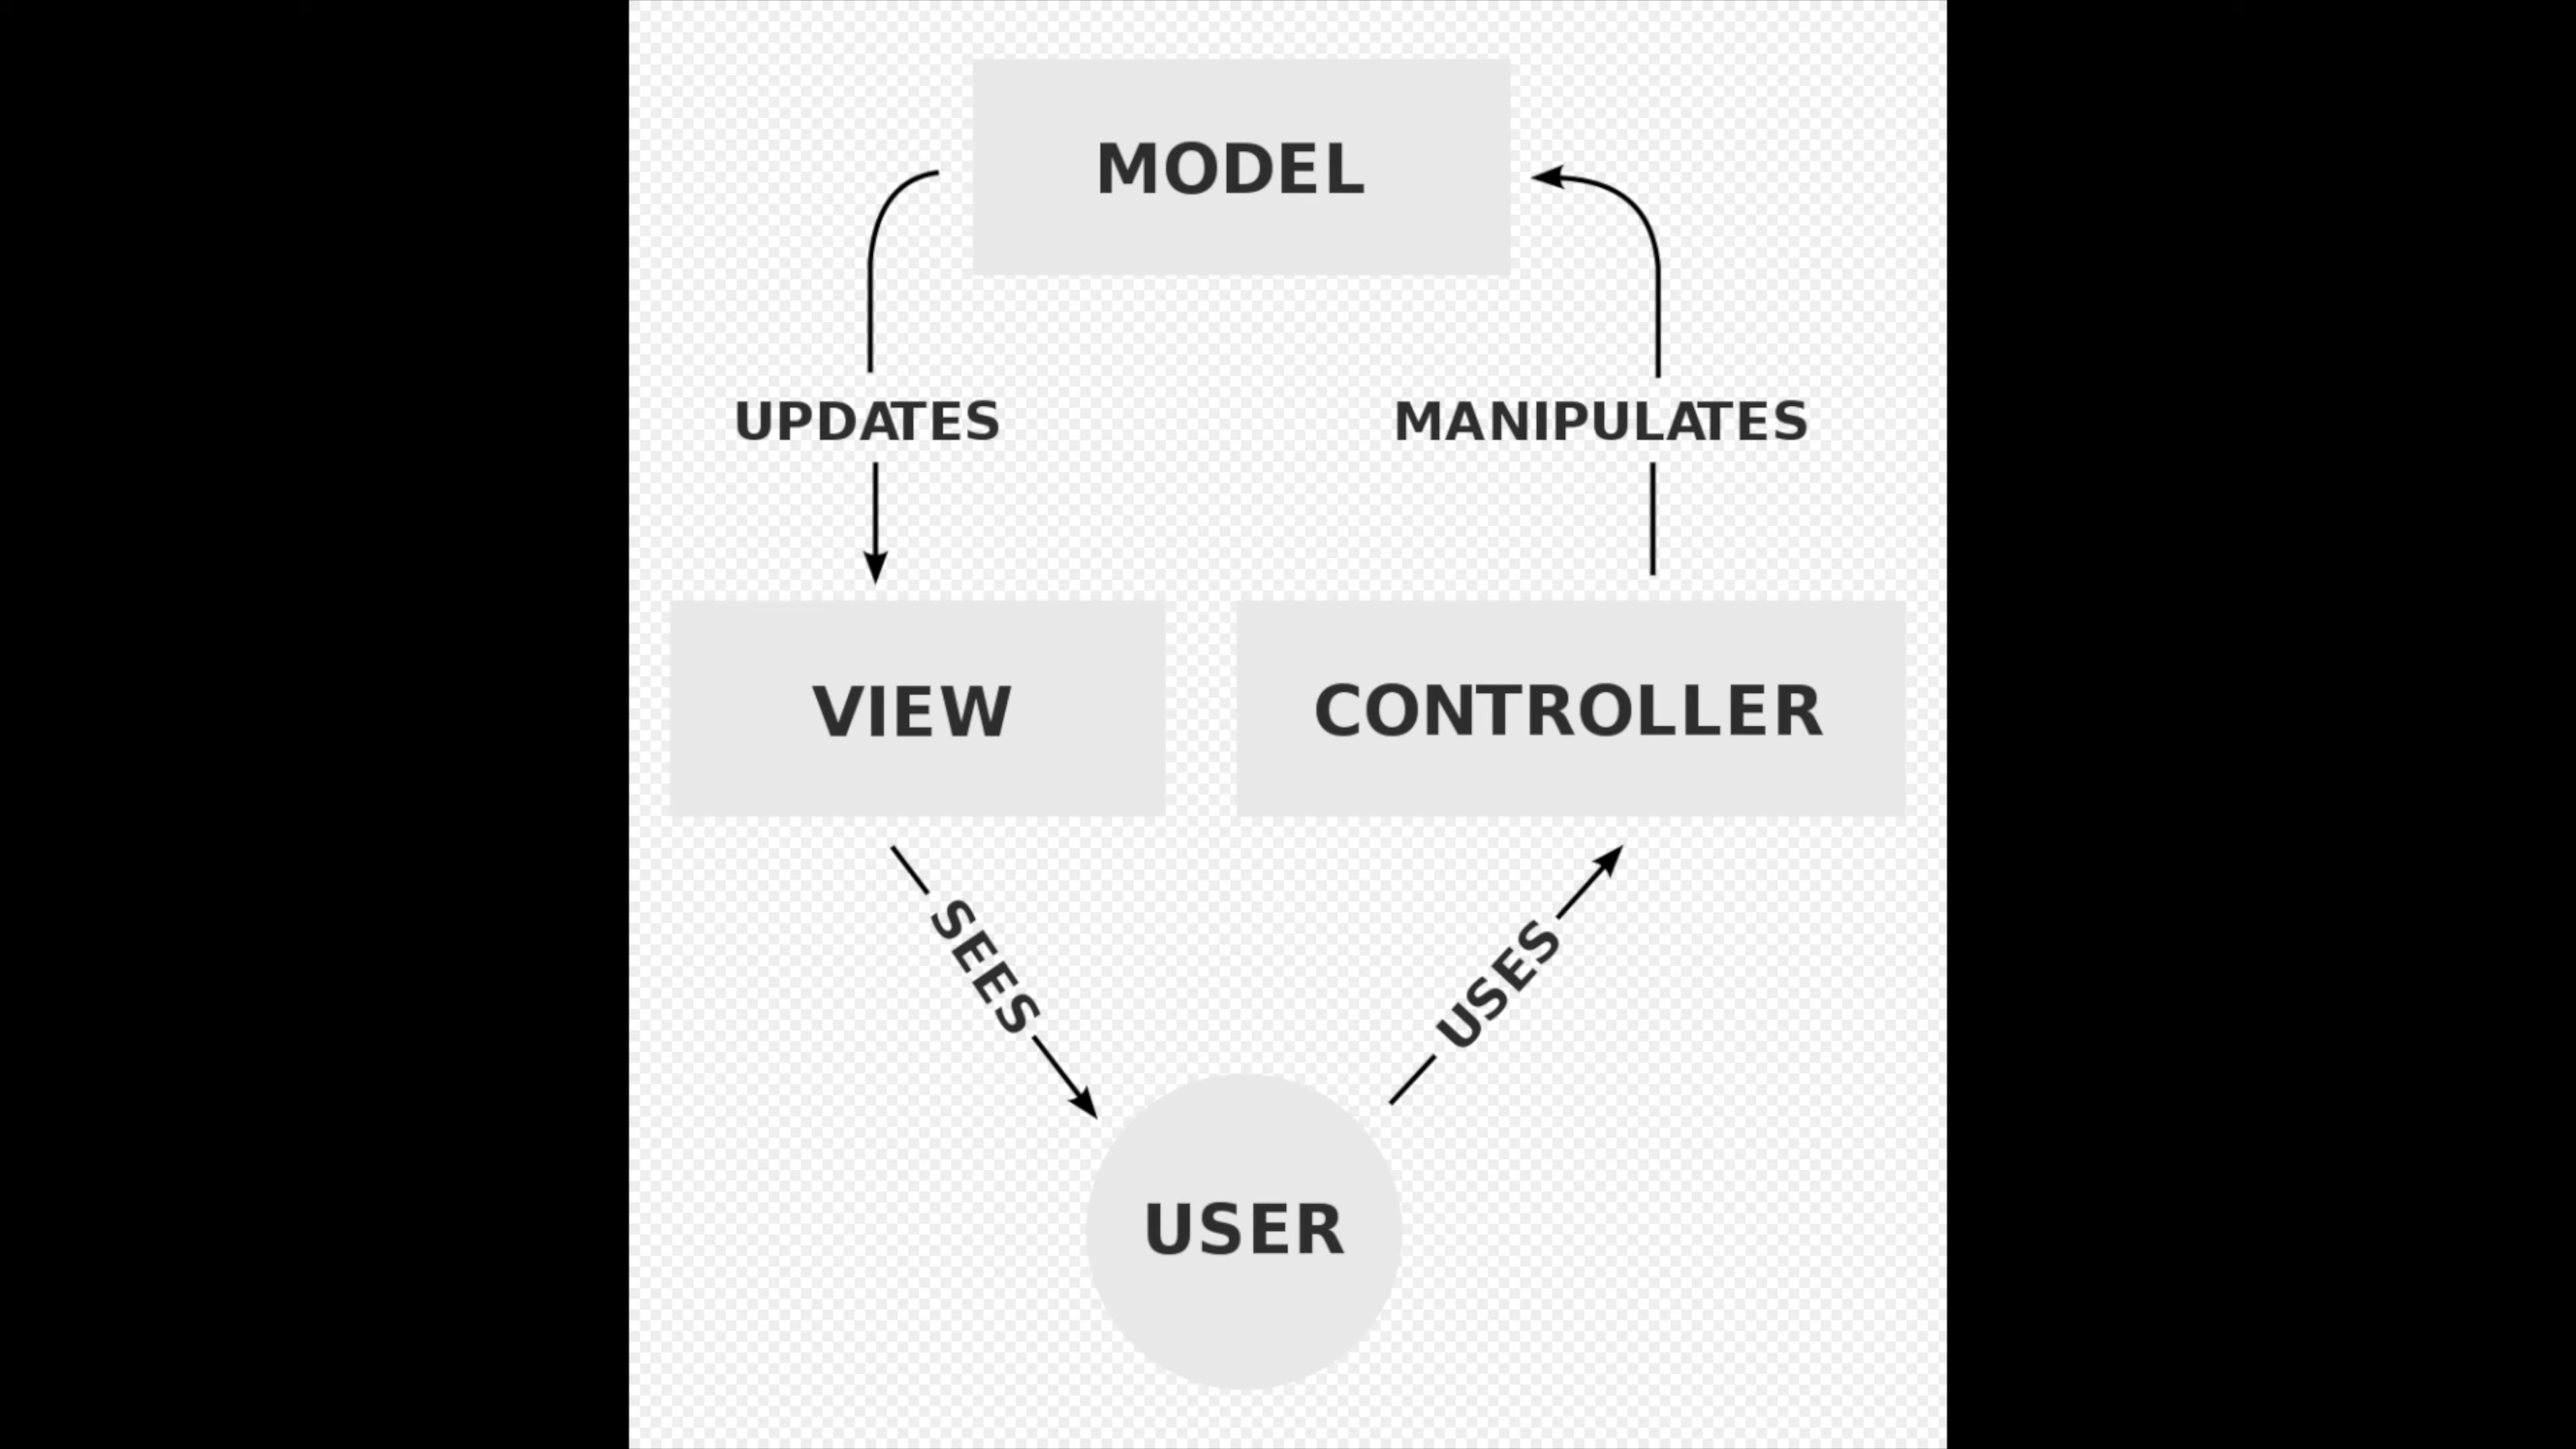 MODEL
UPDATES
MANIPULATES
VIEW
CONTROLLER
SEES
USES
USER